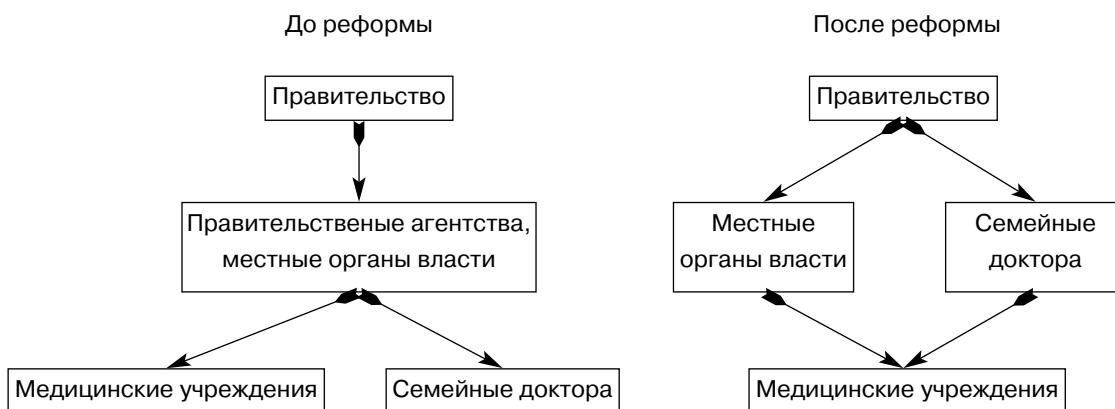 До реформы
Правительство
Правительственые агентства,
местные органы власти
Медицинские учреждения
Семейные доктора
После реформы
Правительство
Местные
органы власти
Семейные
доктора
Медицинские учреждения